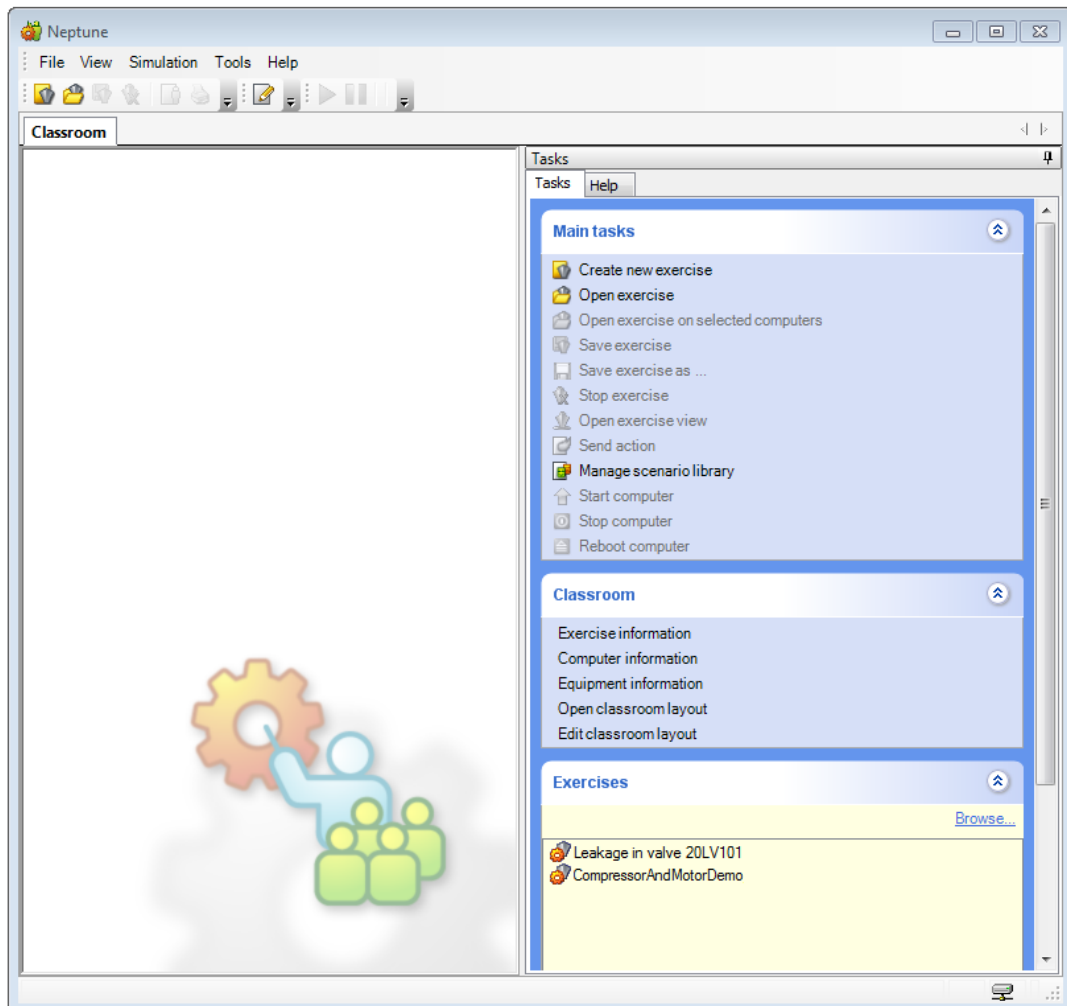 Neptune
File View Simulation Tools Help
Classroom
Tasks
Tasks Help
Main tasks
Create new exercise
Open exercise
Open exercise on selected computers
Save exercise
Save exercise as ...
Stop exercise
Open exercise view
Send action
Manage scenario library
Start computer
Stop computer
Reboot computer
Classroom
Exercise information
Computer information
Equipment information
Open classroom layout
Edit classroom layout
Exercises
Browse...
Leakage in valve 20LV101
CompressorAndMotorDemo